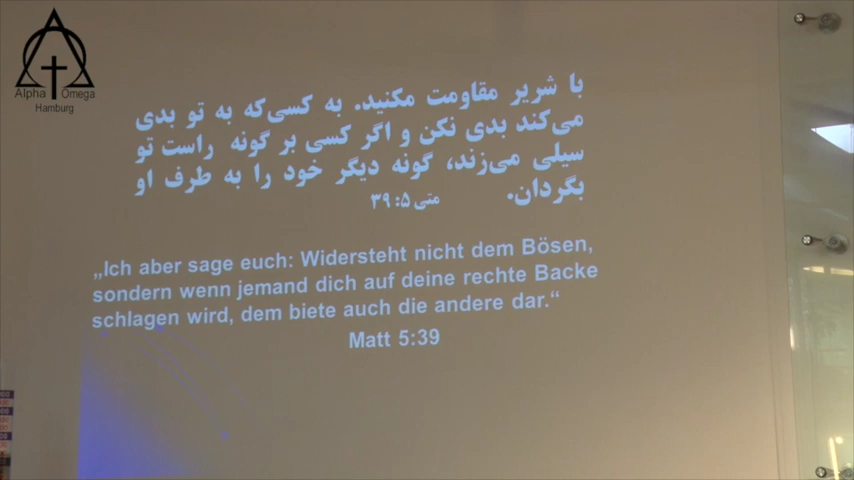 Alpha Omega
Hamburg
با شریر مقاومت مکنید. به کسی‌که به تو بدی
می‌کند بدی نکن و اگر کسی بر گونه راست تو
سیلی می‌زند، گونه دیگر خود را به طرف او
بگردان. متی ۵: ۳۹
„Ich aber sage euch: Widersteht nicht dem Bösen,
sondern wenn jemand dich auf deine rechte Backe
schlagen wird, dem biete auch die andere dar.“
Matt 5:39